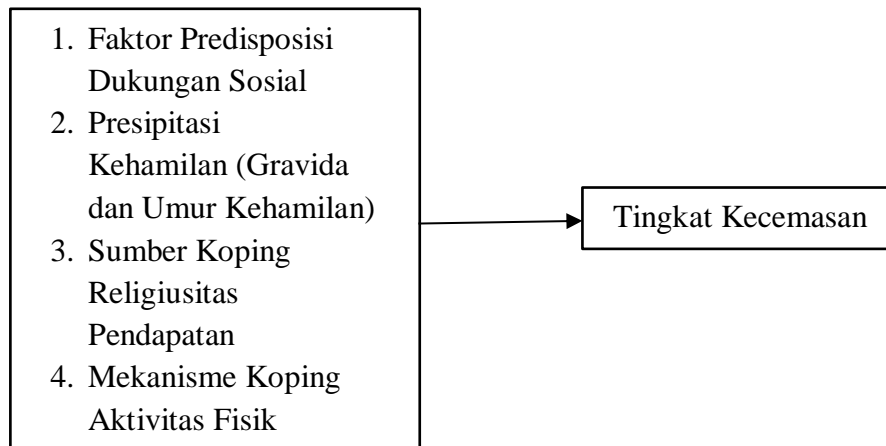 1. Faktor Predisposisi
Dukungan Sosial
2. Presipitasi
Kehamilan (Gravida
dan Umur Kehamilan)
3. Sumber Koping
Religiusitas
Pendapatan
4. Mekanisme Koping
Aktivitas Fisik
Tingkat Kecemasan